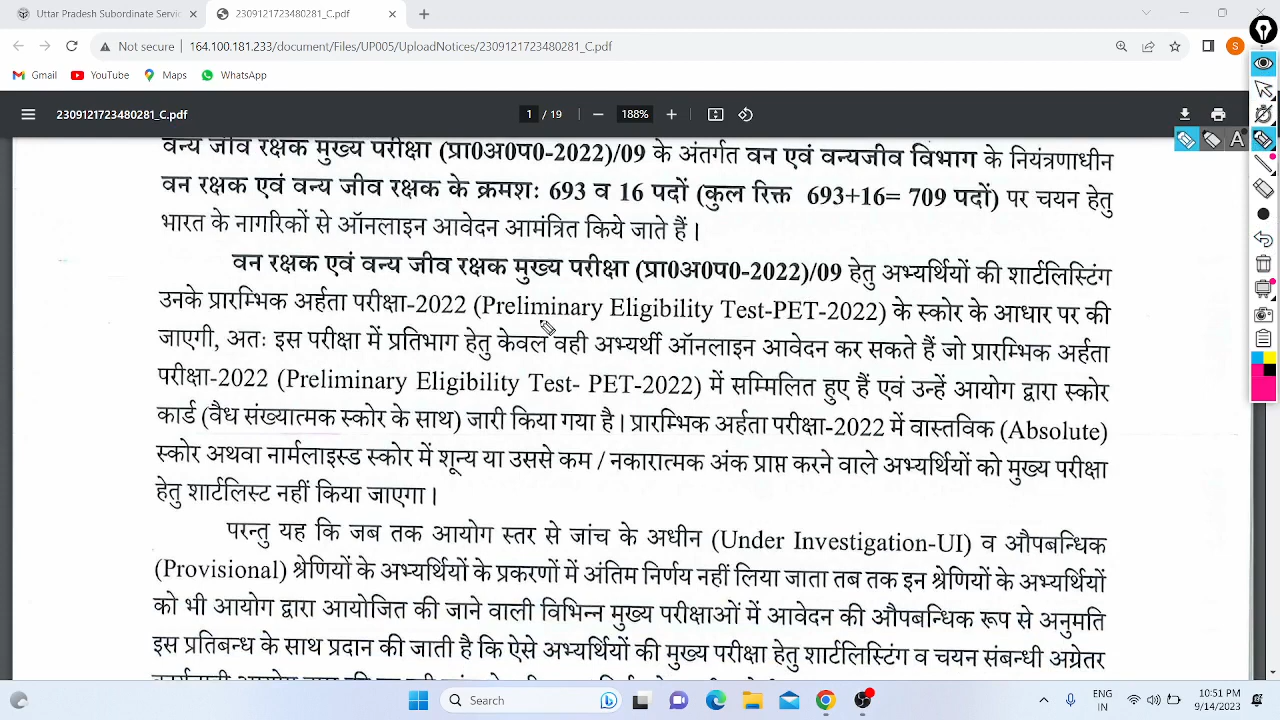 Uttar Pradesh Subordinate Servic
2309121723480281_C.pdf
Not secure
164.100.181.233/document/Files/UP005/UploadNotices/2309121723480281_C.pdf
Gmail
YouTube
Maps
WhatsApp
2309121723480281_C.pdf
1 / 19
188%
वन्य जीव रक्षक मुख्य परीक्षा (प्रा0अ0प0-2022)/09 के अंतर्गत वन एवं वन्यजीव विभाग के नियंत्रणाधीन
वन रक्षक एवं वन्य जीव रक्षक के क्रमशः 693 व 16 पदों (कुल रिक्त 693+16= 709 पदों) पर चयन हेतु
भारत के नागरिकों से ऑनलाइन आवेदन आमंत्रित किये जाते हैं।
वन रक्षक एवं वन्य जीव रक्षक मुख्य परीक्षा (प्रा0अ0प0-2022)/09 हेतु अभ्यर्थियों की शार्टलिस्टिंग
उनके प्रारम्भिक अर्हता परीक्षा-2022 (Preliminary Eligibility Test-PET-2022) के स्कोर के आधार पर की
जाएगी, अतः इस परीक्षा में प्रतिभाग हेतु केवल वही अभ्यर्थी ऑनलाइन आवेदन कर सकते हैं जो प्रारम्भिक अर्हता
परीक्षा-2022 (Preliminary Eligibility Test- PET-2022) में सम्मिलित हुए हैं एवं उन्हें आयोग द्वारा स्कोर
कार्ड (वैध संख्यात्मक स्कोर के साथ) जारी किया गया है। प्रारम्भिक अर्हता परीक्षा-2022 में वास्तविक (Absolute)
स्कोर अथवा नार्मलाइस्ड स्कोर में शून्य या उससे कम / नकारात्मक अंक प्राप्त करने वाले अभ्यर्थियों को मुख्य परीक्षा
हेतु शार्टलिस्ट नहीं किया जाएगा।
परन्तु यह कि जब तक आयोग स्तर से जांच के अधीन (Under Investigation-UI) व औपबन्धिक
(Provisional) श्रेणियों के अभ्यर्थियों के प्रकरणों में अंतिम निर्णय नहीं लिया जाता तब तक इन श्रेणियों के अभ्यर्थियों
को भी आयोग द्वारा आयोजित की जाने वाली विभिन्न मुख्य परीक्षाओं में आवेदन की औपबन्धिक रूप से अनुमति
इस प्रतिबन्ध के साथ प्रदान की जाती है कि ऐसे अभ्यर्थियों की मुख्य परीक्षा हेतु शार्टलिस्टिंग व चयन संबन्धी अग्रेतर
Search
ENG
IN
10:51 PM
9/14/2023